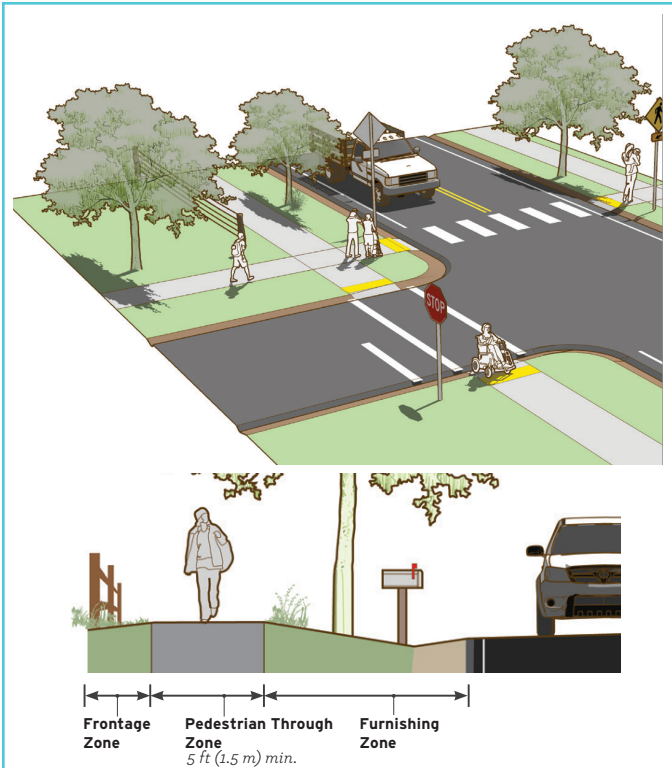 STOP
Frontage Zone
Pedestrian Through Zone
5 ft (1.5 m) min.
Furnishing Zone